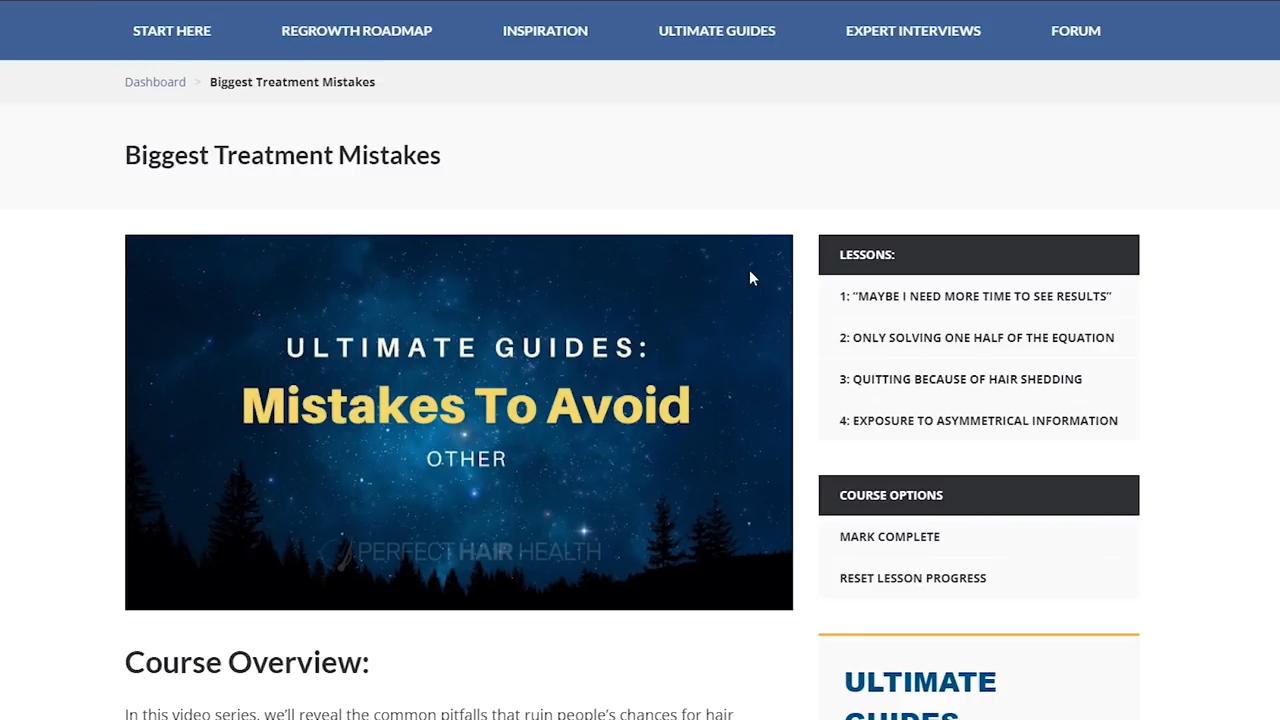 START HERE
REGROWTH ROADMAP
INSPIRATION
ULTIMATE GUIDES
EXPERT INTERVIEWS
FORUM
Dashboard > Biggest Treatment Mistakes
Biggest Treatment Mistakes
ULTIMATE GUIDES:
Mistakes To Avoid
OTHER
PERFECT HAIR HEALTH
LESSONS:
1: “MAYBE I NEED MORE TIME TO SEE RESULTS”
2: ONLY SOLVING ONE HALF OF THE EQUATION
3: QUITTING BECAUSE OF HAIR SHEDDING
4: EXPOSURE TO ASYMMETRICAL INFORMATION
COURSE OPTIONS
MARK COMPLETE
RESET LESSON PROGRESS
ULTIMATE
GUIDES
Course Overview:
In this video series, we’ll reveal the common pitfalls that ruin people’s chances for hair